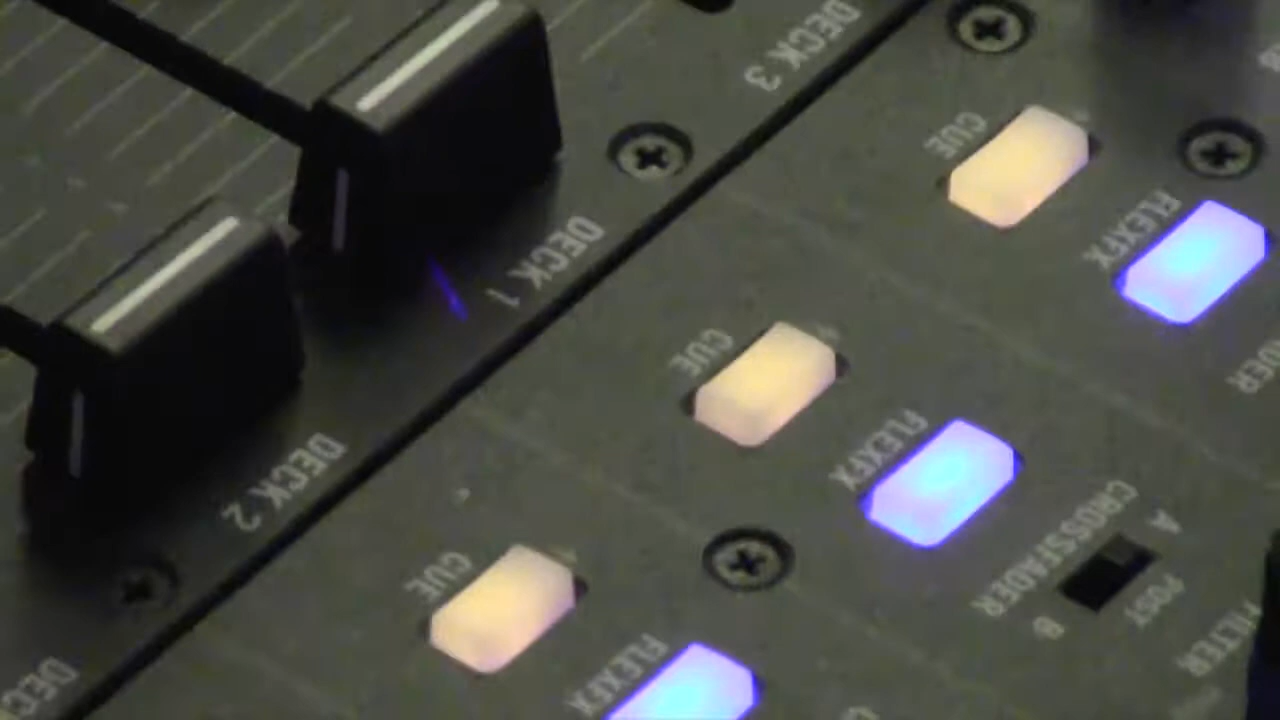 DECK 3
CUE
FLEXFX
DECK 1
CUE
FLEXFX
CROSSFADER
A
B
POST
FILTER
DECK 2
CUE
FLEXFX